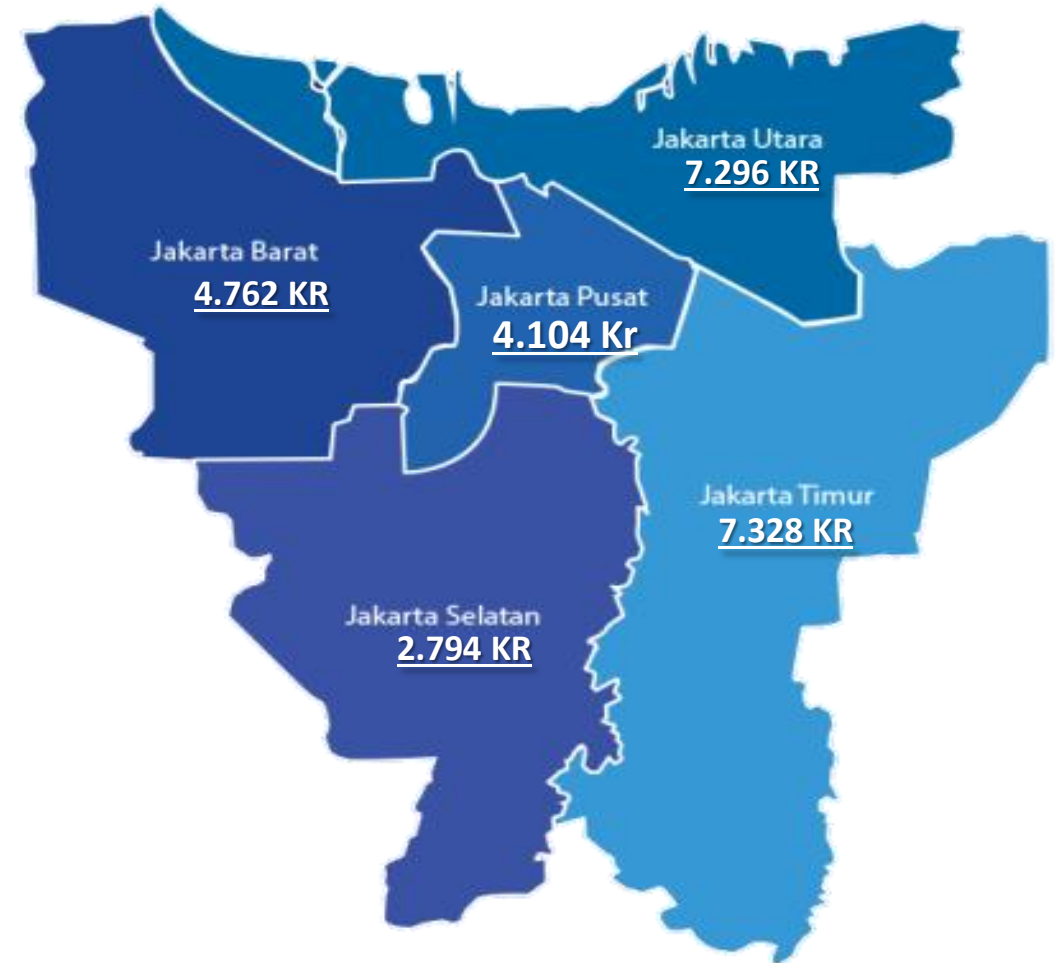 Jakarta Utara
7.296 KR
Jakarta Barat
4.762 KR
Jakarta Pusat
4.104 Kr
Jakarta Timur
7.328 KR
Jakarta Selatan
2.794 KR